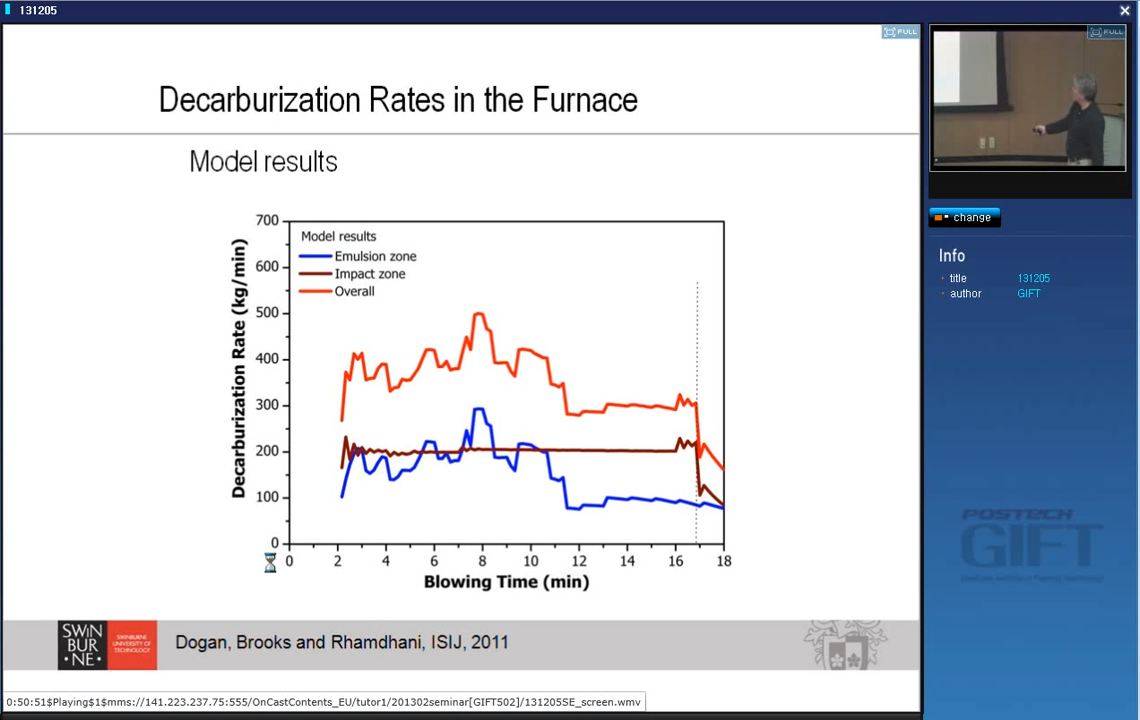 131205
FULL
FULL
Decarburization Rates in the Furnace
Model results
700
600
500
400
300
200
100
0
Decarburization Rate (kg/min)
Model results
Emulsion zone
Impact zone
Overall
0 2 4 6 8 10 12 14 16 18
Blowing Time (min)
SWiN
BUR
•NE•
SWINBURNE
UNIVERSITY OF
TECHNOLOGY
Dogan, Brooks and Rhamdhani, ISIJ, 2011
0:50:51$Playing$1$mms://141.223.237.75:555/OnCastContents_EU/tutor1/201302seminar[GIFT502]/131205SE_screen.wmv
change
Info
title 131205
author GIFT
POSTECH
GIFT